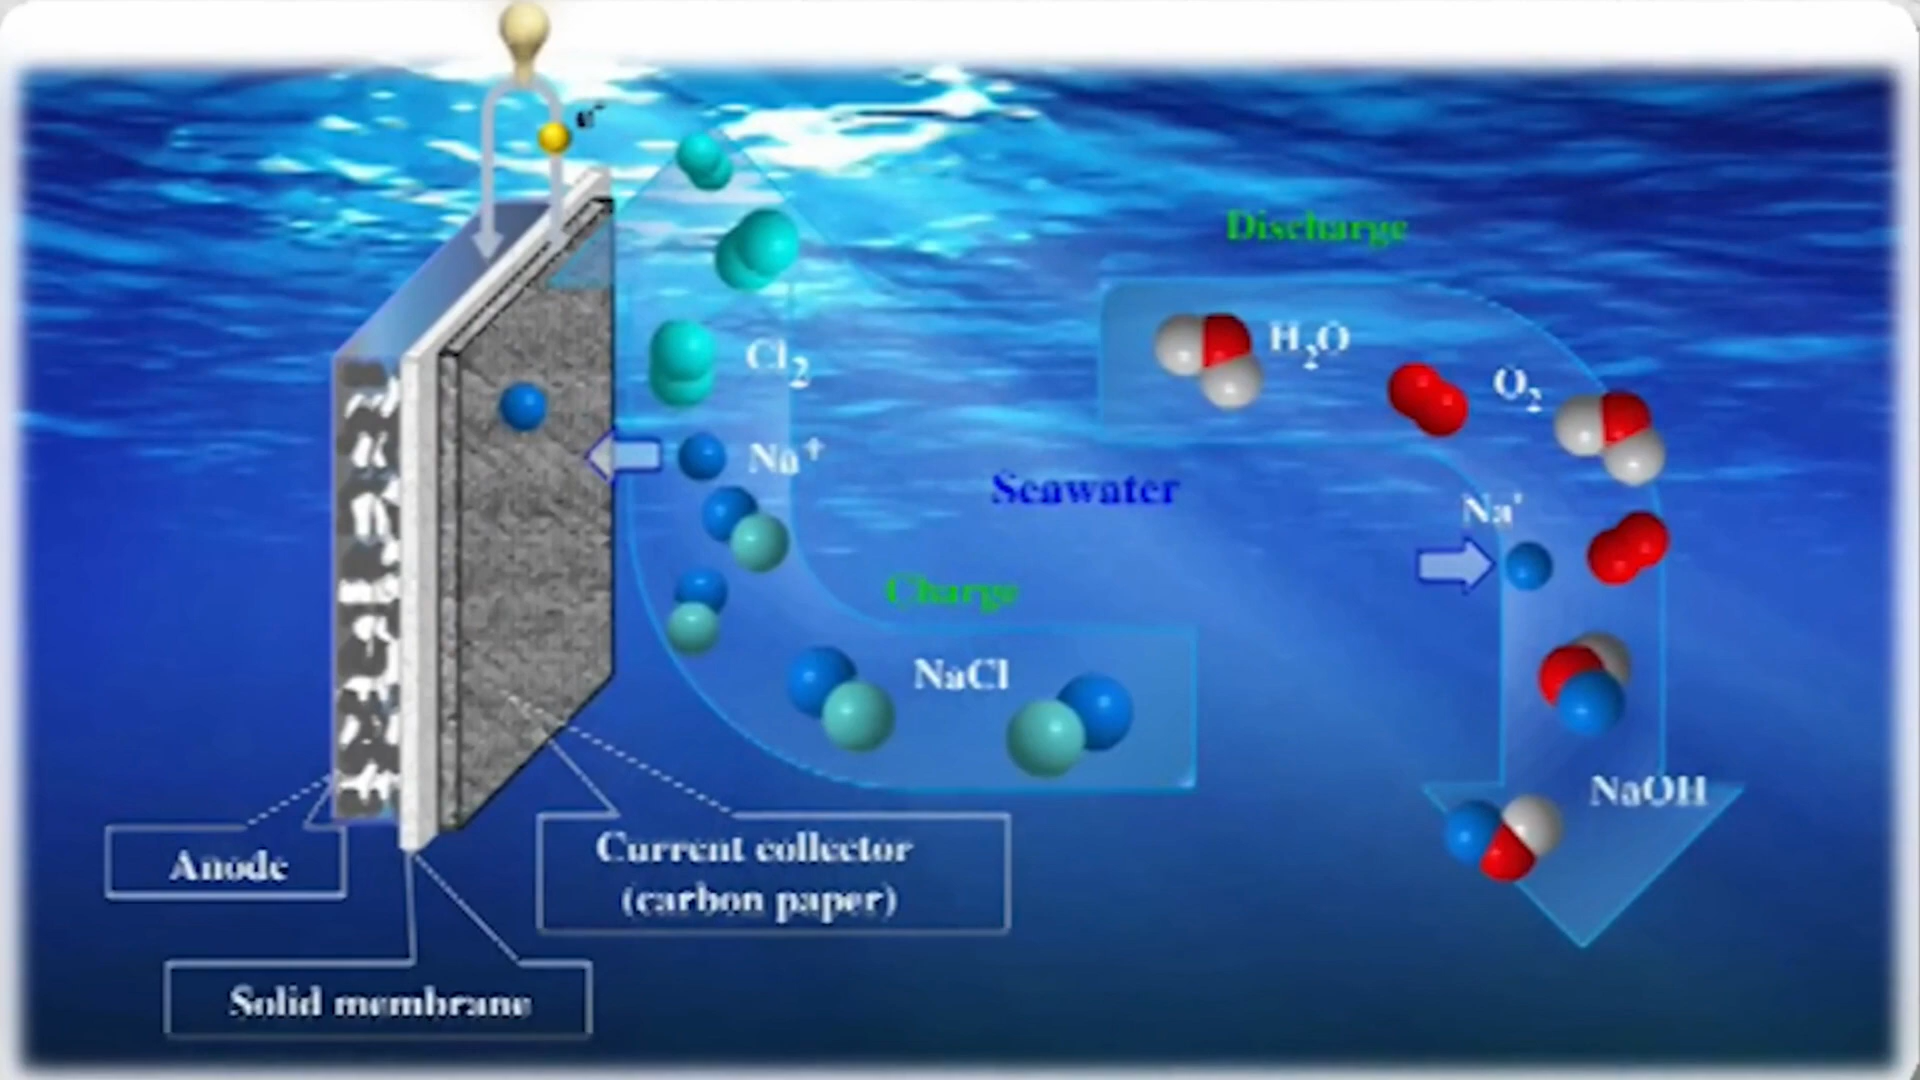 e-
Discharge
H2O
Cl2
O2
Na+
Seawater
Na+
Charge
NaCl
NaOH
Anode
Current collector
(carbon paper)
Solid membrane